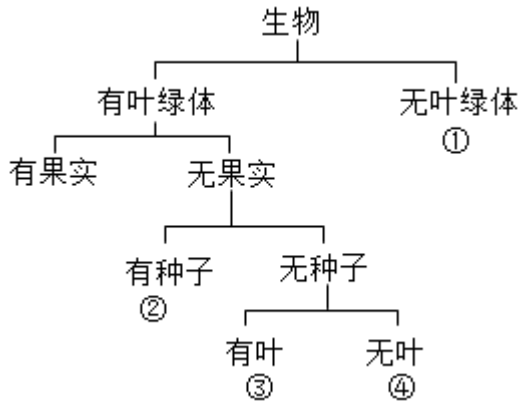 生物
有叶绿体 无叶绿体
①
有果实 无果实
有种子 无种子
②
有叶 无叶
③ ④